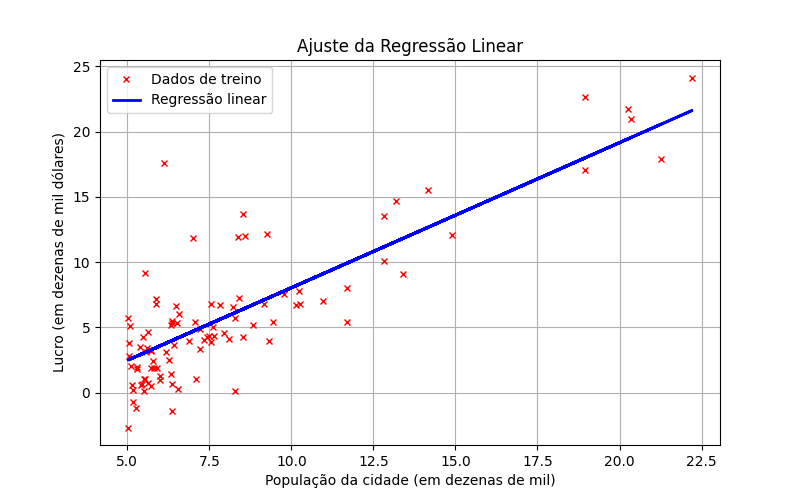 Ajuste da Regressão Linear
Dados de treino
Regressão linear
Lucro (em dezenas de mil dólares)
25
20
15
10
5
0
5.0 7.5 10.0 12.5 15.0 17.5 20.0 22.5
População da cidade (em dezenas de mil)